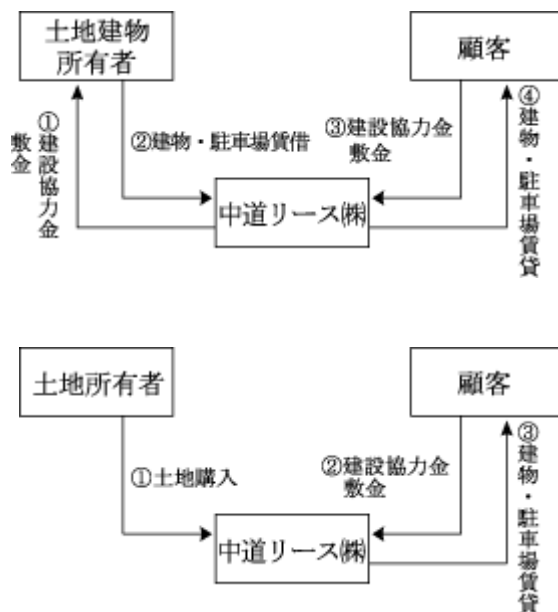 土地建物
所有者
顧客
①建設協力金
敷金
②建物・駐車場賃借
③建設協力金
敷金
④建物・駐車場賃貸
中道リース㈱
土地所有者
顧客
①土地購入
②建設協力金
敷金
③建物・駐車場賃貸
中道リース㈱